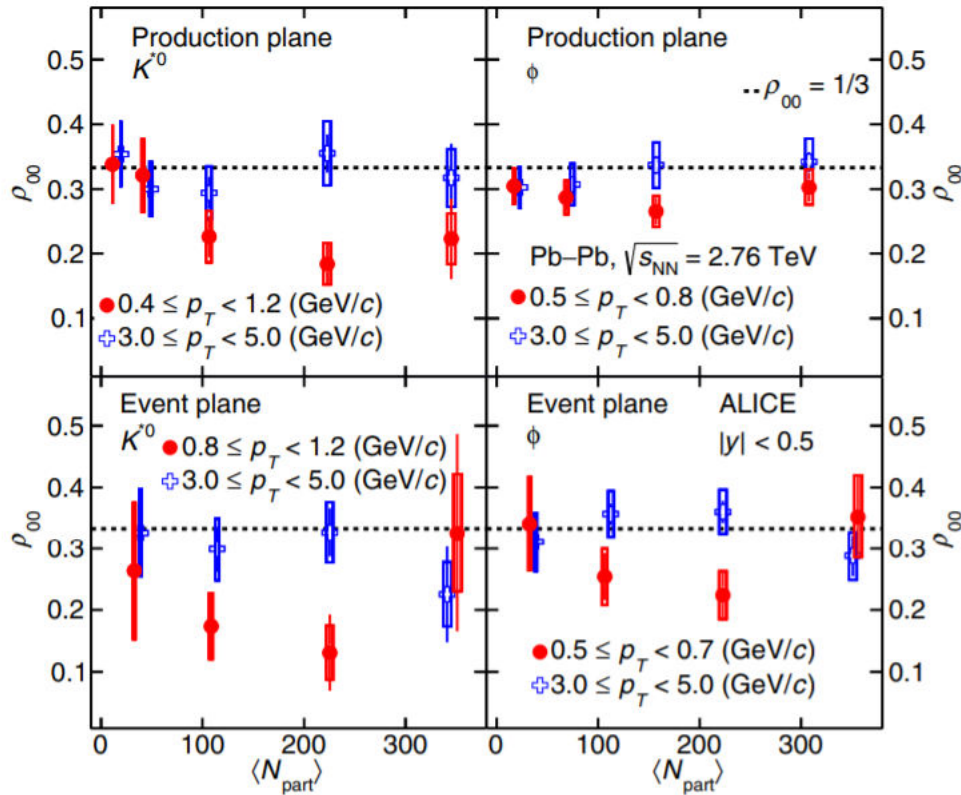 Production plane
K*0
0.5
0.4
0.3
0.2
0.1
ρ00
0.4 ≤ pT < 1.2 (GeV/c)
3.0 ≤ pT < 5.0 (GeV/c)
Production plane
ϕ
ρ00 = 1/3
Pb–Pb, √sNN = 2.76 TeV
0.5 ≤ pT < 0.8 (GeV/c)
3.0 ≤ pT < 5.0 (GeV/c)
0.5
0.4
0.3
0.2
0.1
ρ00
Event plane
K*0
0.8 ≤ pT < 1.2 (GeV/c)
3.0 ≤ pT < 5.0 (GeV/c)
0.5
0.4
0.3
0.2
0.1
ρ00
0 100 200 300
⟨Npart⟩
Event plane
ϕ
ALICE
|y| < 0.5
0.5 ≤ pT < 0.7 (GeV/c)
3.0 ≤ pT < 5.0 (GeV/c)
0.5
0.4
0.3
0.2
0.1
ρ00
0 100 200 300
⟨Npart⟩